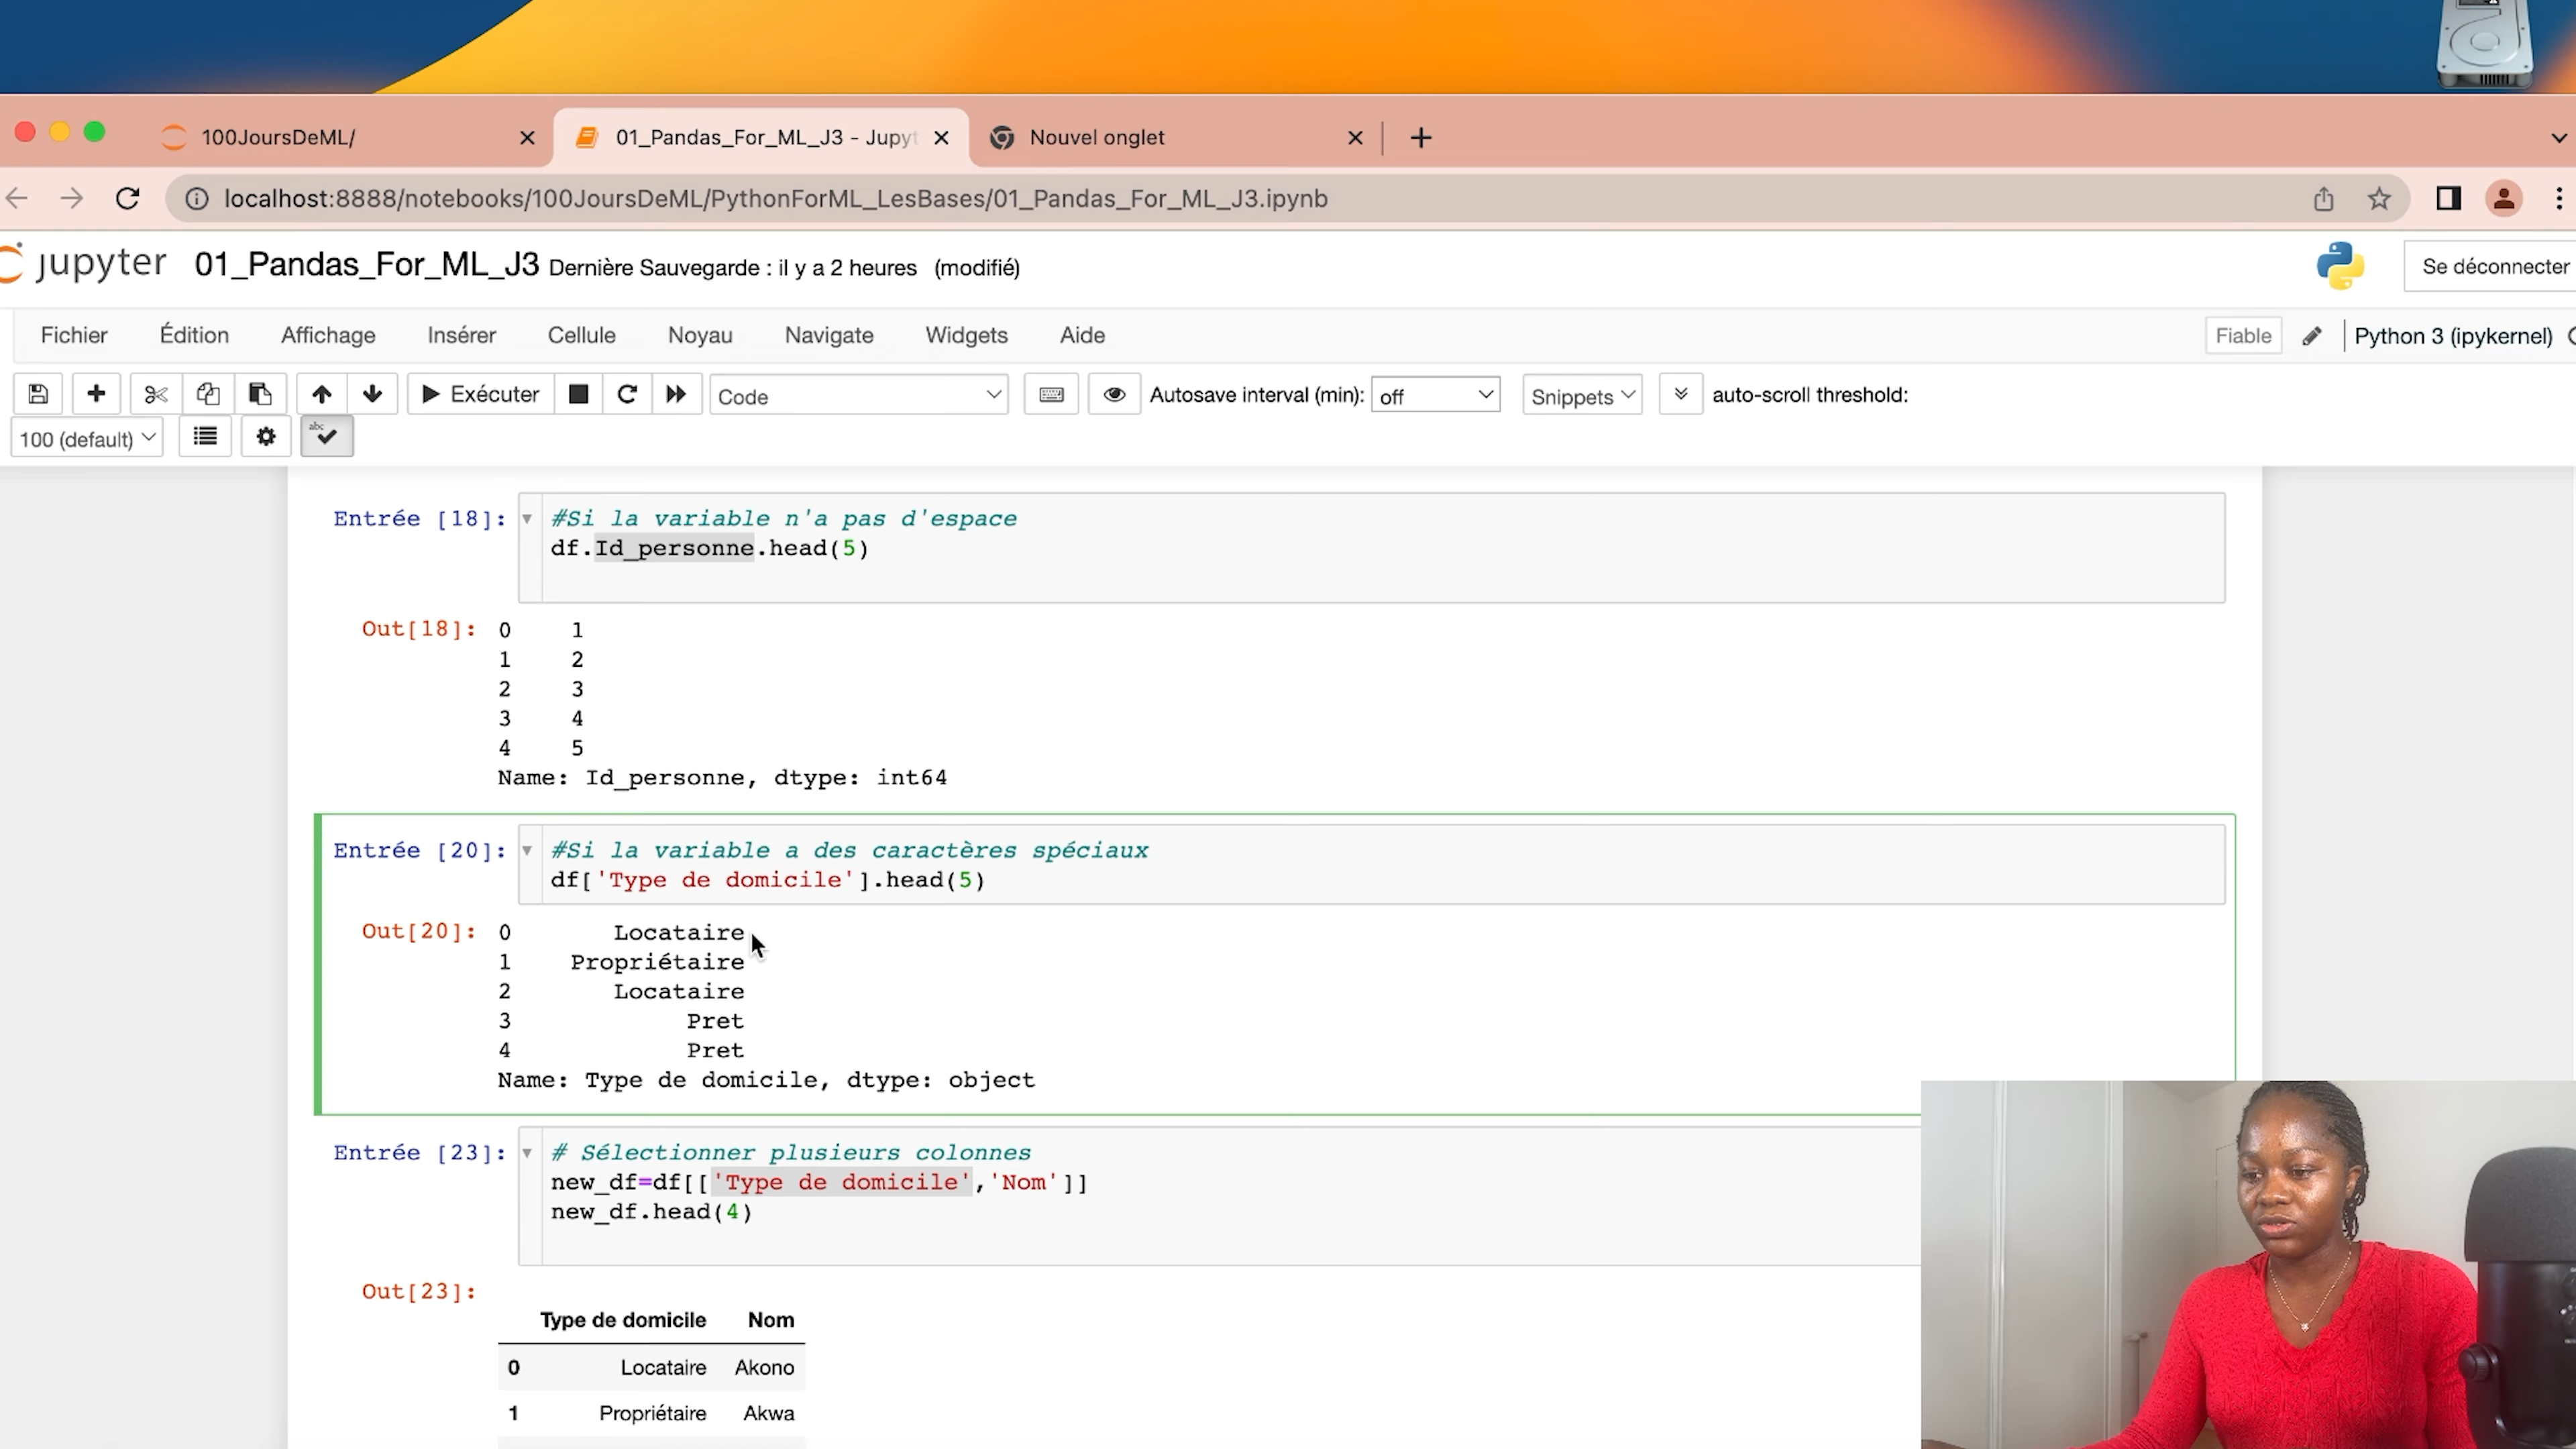 100JoursDeML/
01_Pandas_For_ML_J3 - Jupyt
Nouvel onglet
localhost:8888/notebooks/100JoursDeML/PythonForML_LesBases/01_Pandas_For_ML_J3.ipynb
jupyter 01_Pandas_For_ML_J3 Dernière Sauvegarde : il y a 2 heures (modifié)
Se déconnecter
Fichier Édition Affichage Insérer Cellule Noyau Navigate Widgets Aide
Fiable Python 3 (ipykernel)
Exécuter Code Autosave interval (min): off Snippets auto-scroll threshold:
100 (default) abc
Entrée [18]: #Si la variable n'a pas d'espace
df.Id_personne.head(5)
Out[18]: 0 1
1 2
2 3
3 4
4 5
Name: Id_personne, dtype: int64
Entrée [20]: #Si la variable a des caractères spéciaux
df['Type de domicile'].head(5)
Out[20]: 0 Locataire
1 Propriétaire
2 Locataire
3 Pret
4 Pret
Name: Type de domicile, dtype: object
Entrée [23]: # Sélectionner plusieurs colonnes
new_df=df[['Type de domicile','Nom']]
new_df.head(4)
Out[23]:
Type de domicile Nom
0 Locataire Akono
1 Propriétaire Akwa